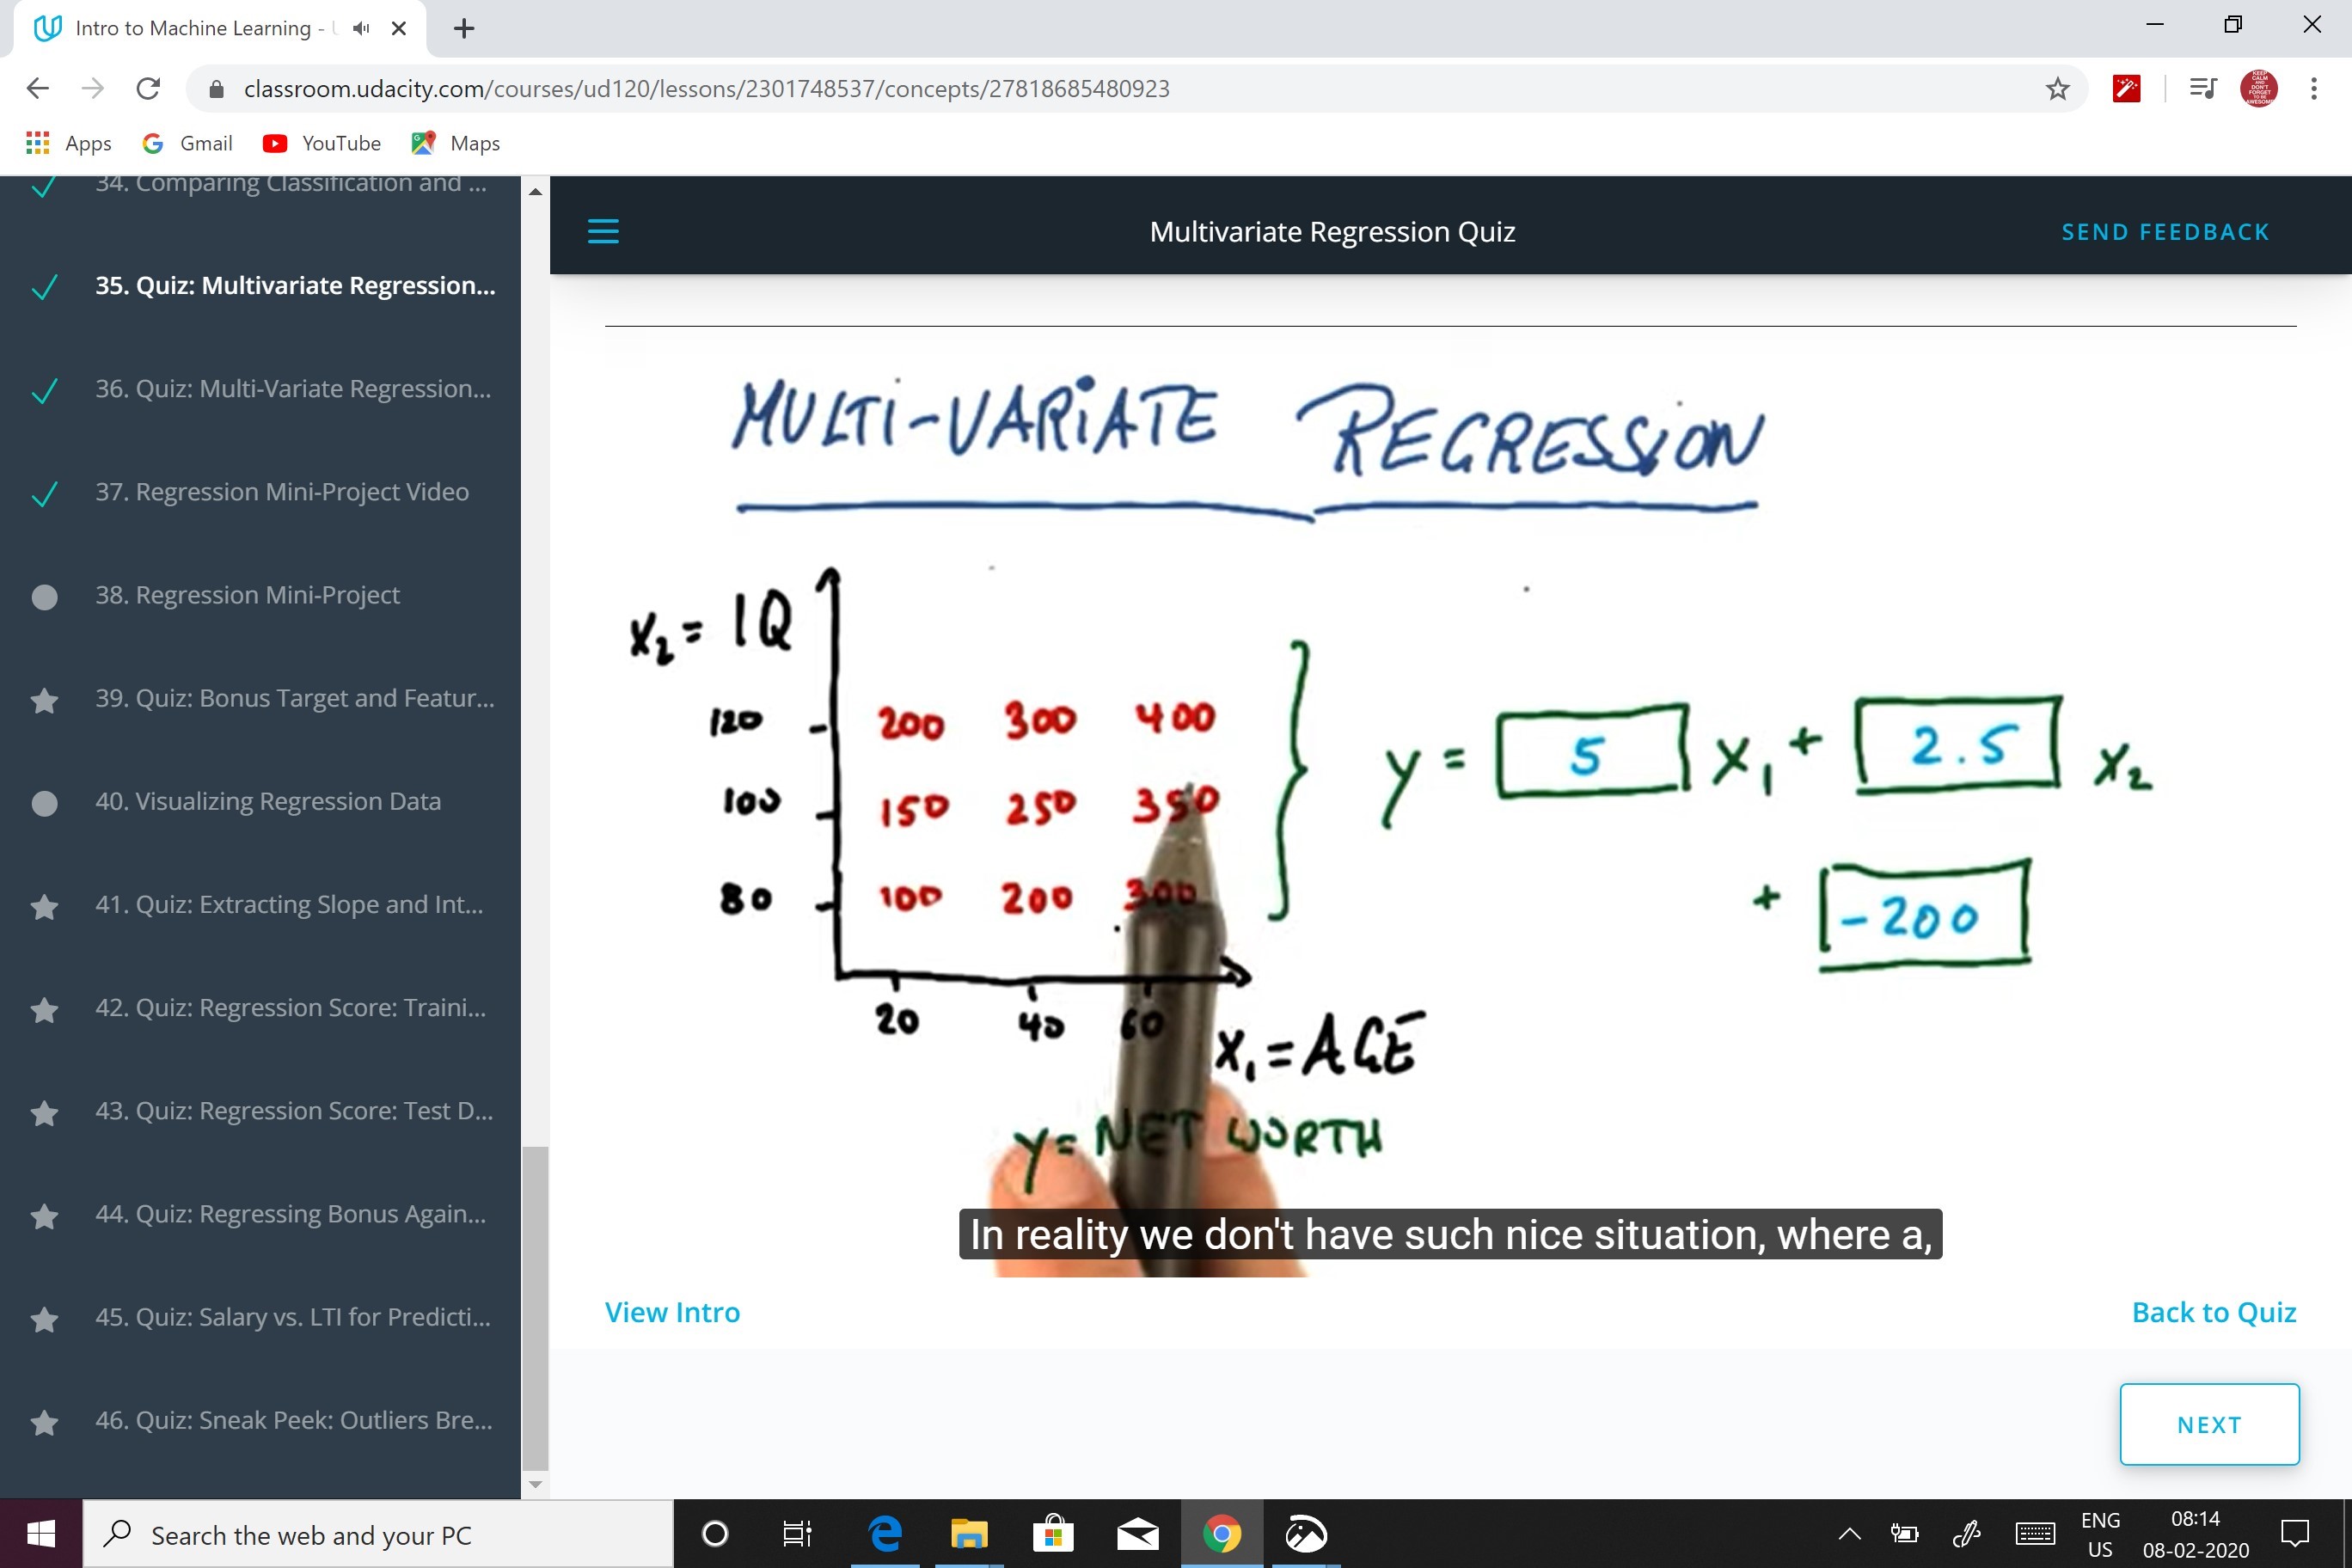 Intro to Machine Learning -
classroom.udacity.com/courses/ud120/lessons/2301748537/concepts/27818685480923
Apps Gmail YouTube Maps
34. Comparing Classification and ...
35. Quiz: Multivariate Regression...
36. Quiz: Multi-Variate Regression...
37. Regression Mini-Project Video
38. Regression Mini-Project
39. Quiz: Bonus Target and Featur...
40. Visualizing Regression Data
41. Quiz: Extracting Slope and Int...
42. Quiz: Regression Score: Traini...
43. Quiz: Regression Score: Test D...
44. Quiz: Regressing Bonus Again...
45. Quiz: Salary vs. LTI for Predicti...
46. Quiz: Sneak Peek: Outliers Bre...
Multivariate Regression Quiz
SEND FEEDBACK
MULTI-VARIATE REGRESSION
x₂ = IQ
120 200 300 400
100 150 250 350
80 100 200 300
20 40 60
x₁ = AGE
y = NET WORTH
y = 5 x₁ + 2.5 x₂
+ -200
In reality we don't have such nice situation, where a,
View Intro
Back to Quiz
NEXT
Search the web and your PC
ENG
US
08:14
08-02-2020